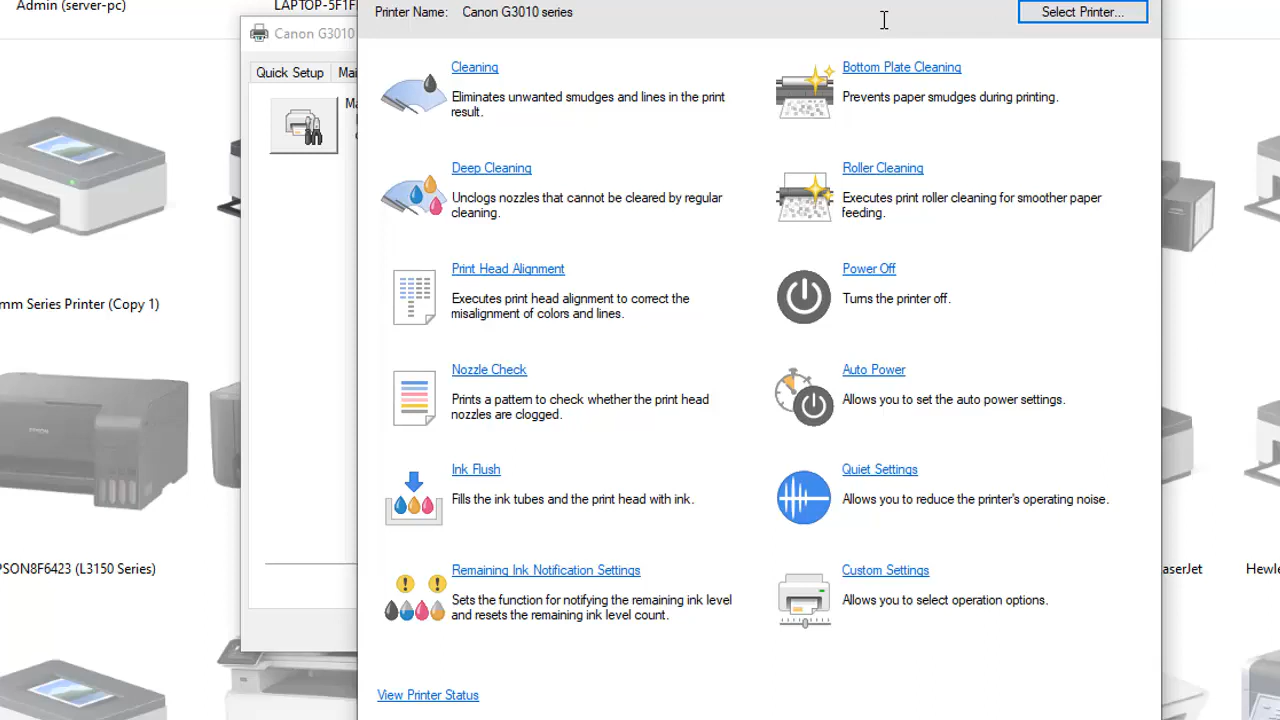 Admin (server-pc)
LAPTOP-5F1F
Printer Name: Canon G3010 series
Select Printer...
Canon G3010
Quick Setup
Mai
Ma
Cleaning
Eliminates unwanted smudges and lines in the print
result.
Bottom Plate Cleaning
Prevents paper smudges during printing.
Deep Cleaning
Unclogs nozzles that cannot be cleared by regular
cleaning.
Roller Cleaning
Executes print roller cleaning for smoother paper
feeding.
Print Head Alignment
Executes print head alignment to correct the
misalignment of colors and lines.
Power Off
Turns the printer off.
mm Series Printer (Copy 1)
Nozzle Check
Prints a pattern to check whether the print head
nozzles are clogged.
Auto Power
Allows you to set the auto power settings.
EPSON
Ink Flush
Fills the ink tubes and the print head with ink.
Quiet Settings
Allows you to reduce the printer's operating noise.
PSON8F6423 (L3150 Series)
Remaining Ink Notification Settings
Sets the function for notifying the remaining ink level
and resets the remaining ink level count.
Custom Settings
Allows you to select operation options.
aserJet
Hewle
View Printer Status